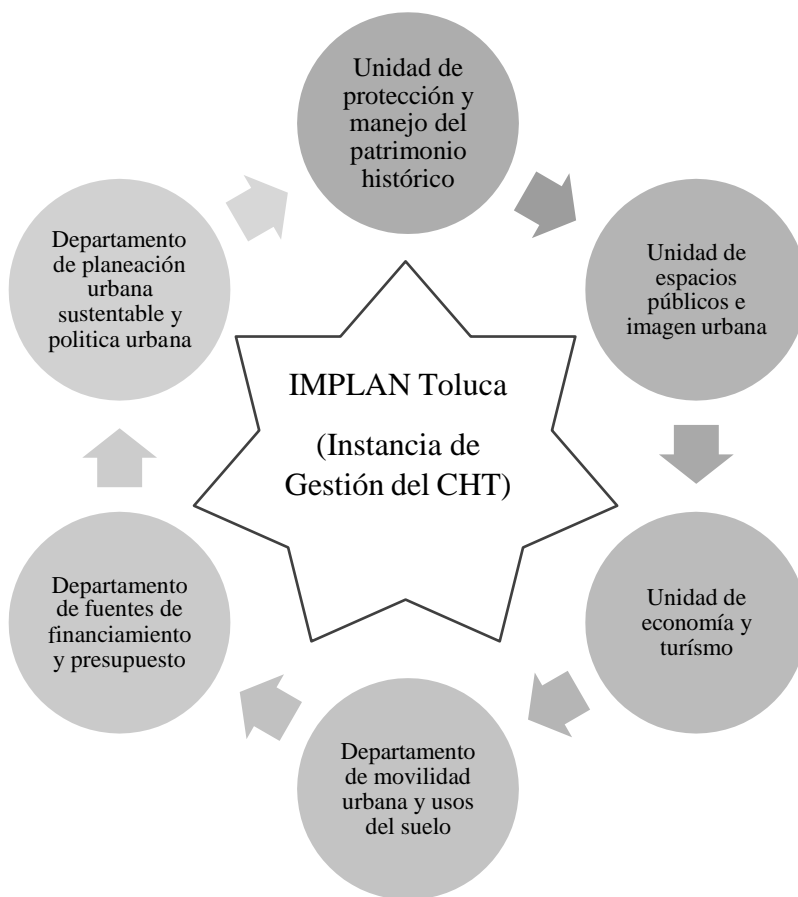 Unidad de
protección y
manejo del
patrimonio
histórico
Unidad de
espacios
públicos e
imagen urbana
Unidad de
economía y
turísmo
Departamento
de movilidad
urbana y usos
del suelo
Departamento
de fuentes de
financiamiento
y presupuesto
Departamento
de planeación
urbana
sustentable y
politica urbana
IMPLAN Toluca
(Instancia de
Gestión del CHT)